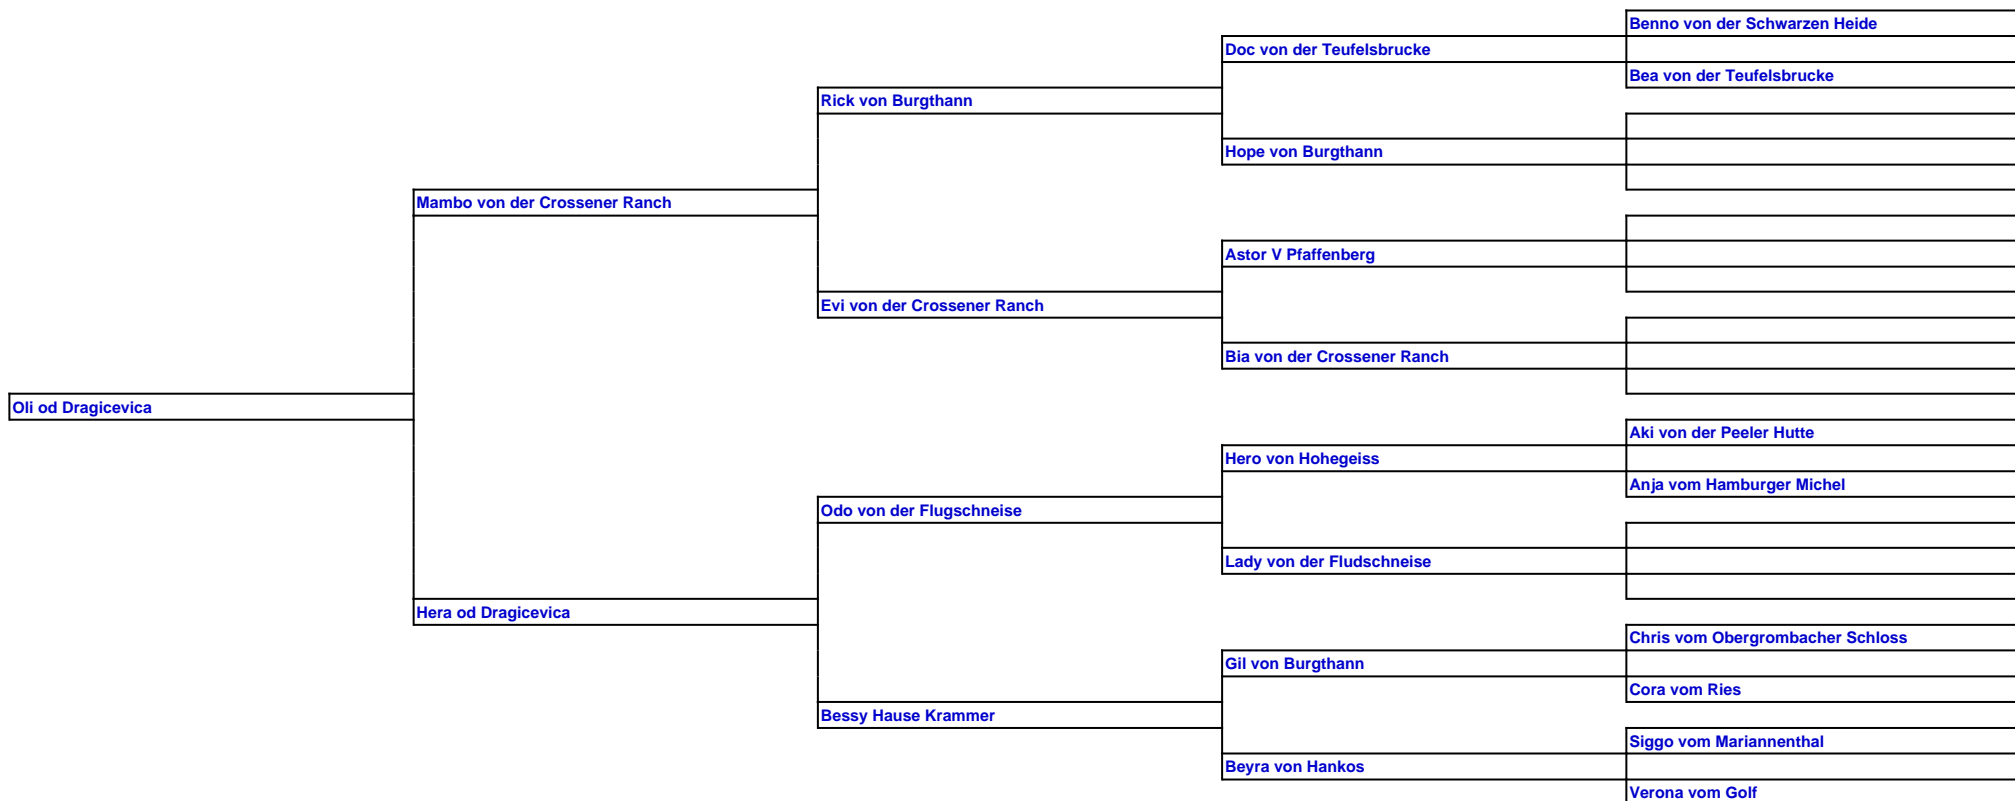 Benno von der Schwarzen Heide
Doc von der Teufelsbrucke
Bea von der Teufelsbrucke
Rick von Burgthann
Hope von Burgthann
Mambo von der Crossener Ranch
Astor V Pfaffenberg
Evi von der Crossener Ranch
Bia von der Crossener Ranch
Oli od Dragicevica
Aki von der Peeler Hutte
Hero von Hohegeiss
Anja vom Hamburger Michel
Odo von der Flugschneise
Lady von der Fludschneise
Hera od Dragicevica
Chris vom Obergrombacher Schloss
Gil von Burgthann
Cora vom Ries
Bessy Hause Krammer
Siggo vom Mariannenthal
Beyra von Hankos
Verona vom Golf